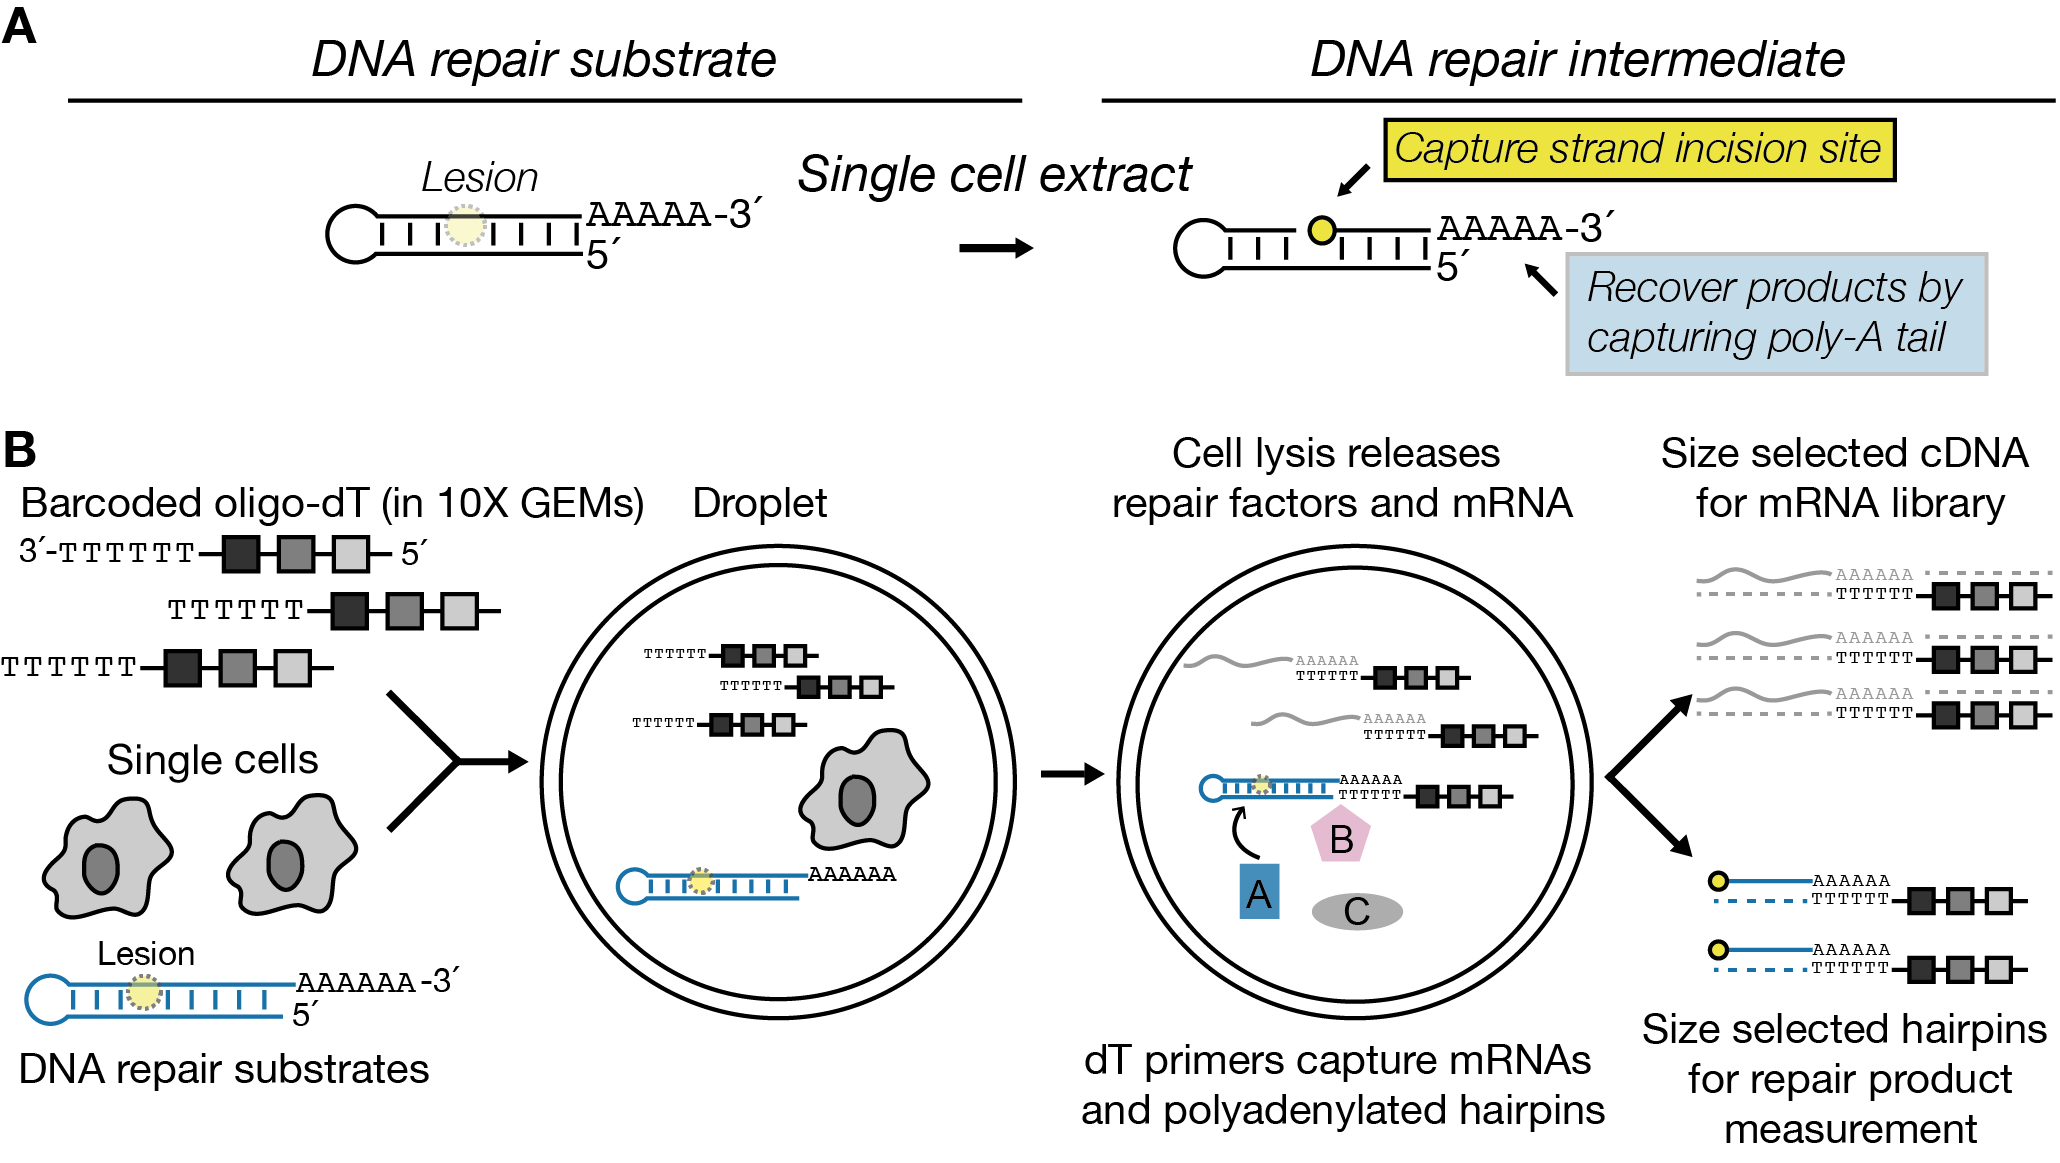 A
DNA repair substrate
DNA repair intermediate
Capture strand incision site
Lesion
Single cell extract
AAAAA-3´
5´
AAAAA-3´
5´
Recover products by
capturing poly-A tail
B
Barcoded oligo-dT (in 10X GEMs)
3´-TTTTTT
5´
TTTTTT
TTTTTT
Single cells
Lesion
AAAAAA-3´
5´
DNA repair substrates
Droplet
TTTTTT
TTTTTT
TTTTTT
AAAAAA
Cell lysis releases
repair factors and mRNA
AAAAAA
TTTTTT
AAAAAA
TTTTTT
AAAAAA
TTTTTT
B
A
C
dT primers capture mRNAs
and polyadenylated hairpins
Size selected cDNA
for mRNA library
AAAAAA
TTTTTT
AAAAAA
TTTTTT
AAAAAA
TTTTTT
AAAAAA
TTTTTT
AAAAAA
TTTTTT
Size selected hairpins
for repair product
measurement